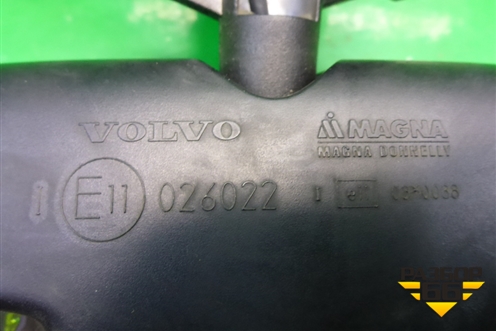 VOLVO
MAGNA
MAGNA DONNELLY
I E11 026022 I